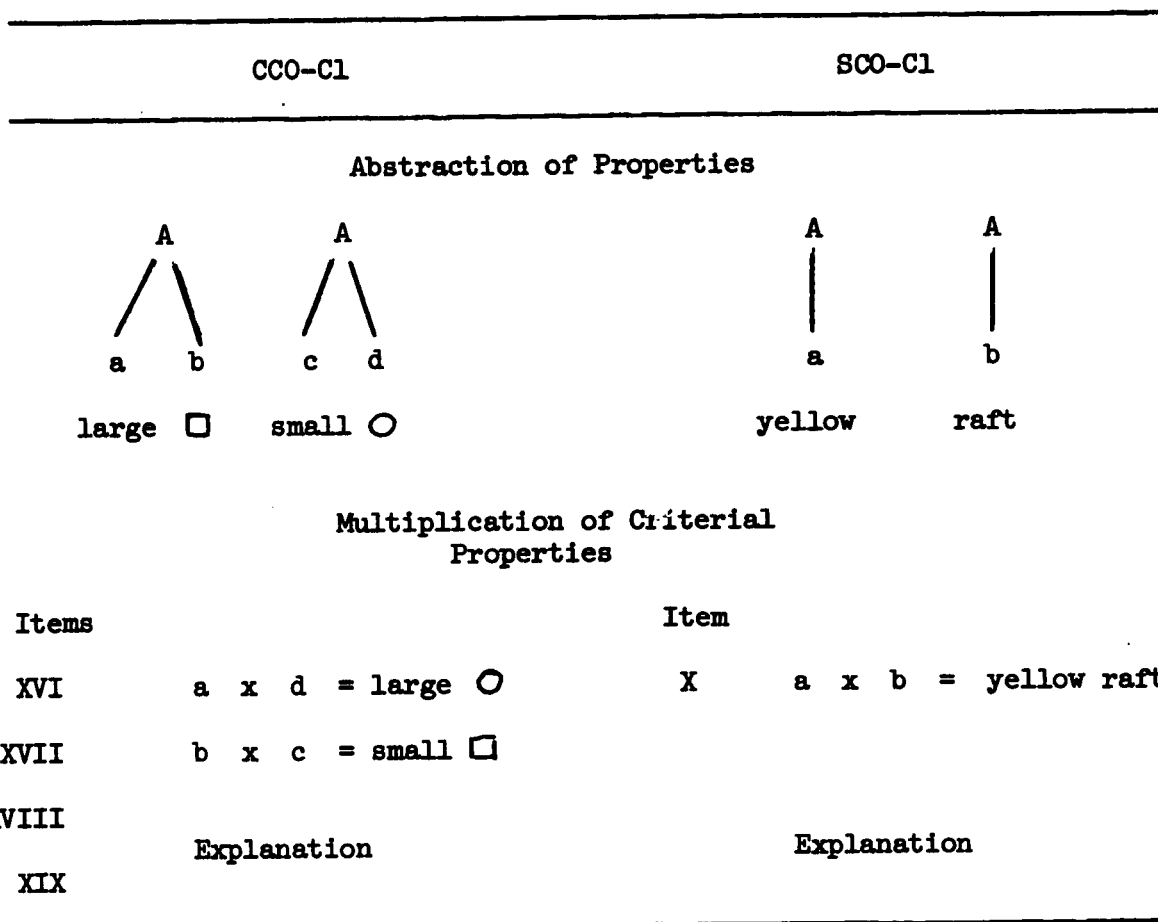 CCO-Cl SCO-Cl
Abstraction of Properties
A A A A
a b c d a b
large small yellow raft
Multiplication of Criterial
Properties
Items Item
XVI a x d = large X a x b = yellow raft
XVII b x c = small
VIII
Explanation Explanation
XIX